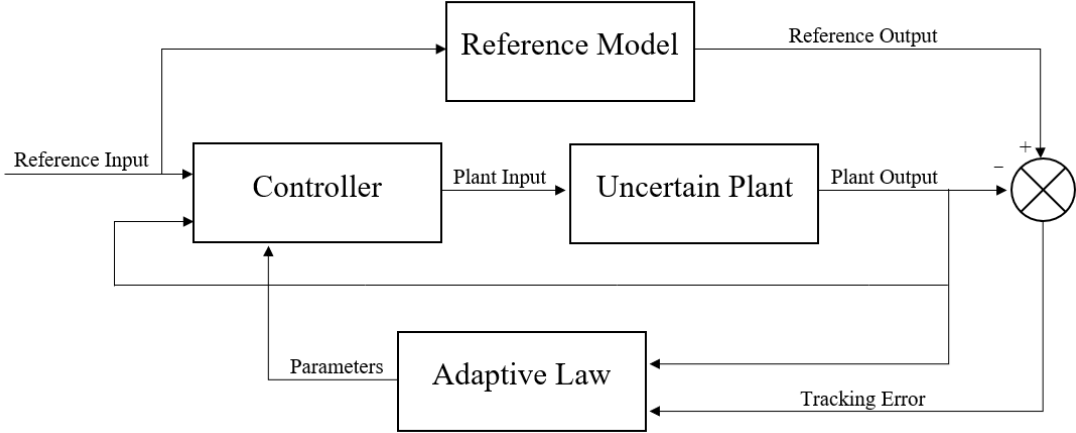 Reference Model
Reference Output
Reference Input
Controller
Plant Input
Uncertain Plant
Plant Output
+
−
Parameters
Adaptive Law
Tracking Error